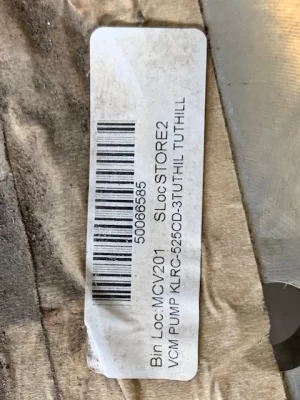 50066585
Bin Loc:MCV201 SLocSTORE2
VCM PUMP KLRC-525CD-3TUTHIL TUTHILL